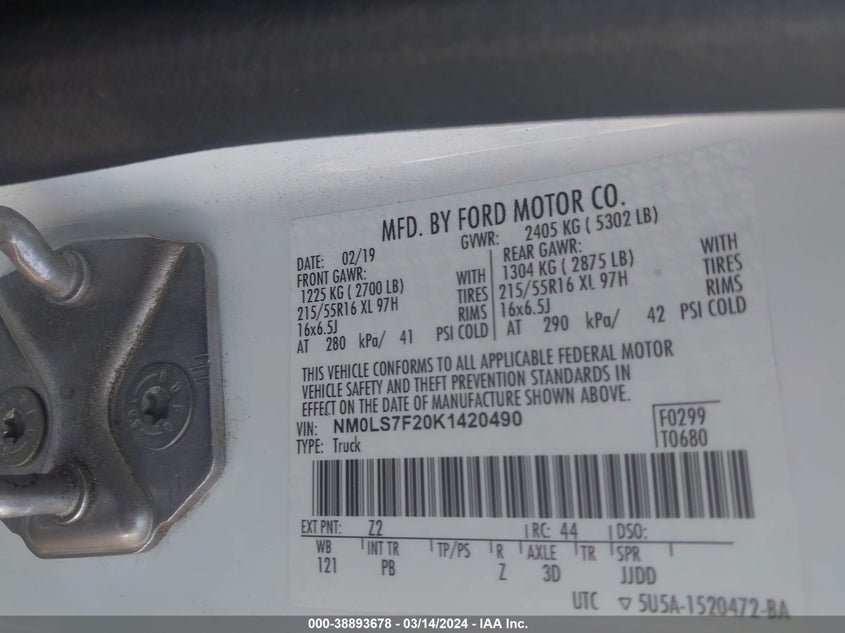 MFD. BY FORD MOTOR CO.
DATE: 02/19 GVWR: 2405 KG ( 5302 LB)
FRONT GAWR: REAR GAWR:
1225 KG ( 2700 LB) WITH 1304 KG ( 2875 LB) WITH
215/55R16 XL 97H TIRES 215/55R16 XL 97H TIRES
16x6.5J RIMS 16x6.5J RIMS
AT 280 kPa/ 41 PSI COLD AT 290 kPa/ 42 PSI COLD
THIS VEHICLE CONFORMS TO ALL APPLICABLE FEDERAL MOTOR
VEHICLE SAFETY AND THEFT PREVENTION STANDARDS IN
EFFECT ON THE DATE OF MANUFACTURE SHOWN ABOVE.
VIN: NM0LS7F20K1420490 F0299
TYPE: Truck T0680
EXT PNT: Z2 RC: 44 DSO:
WB INT TR TP/PS R AXLE TR SPR
121 PB Z 3D JJDD
UTC ▽ 5U5A-1520472-BA
000-38893678 - 03/14/2024 - IAA Inc.